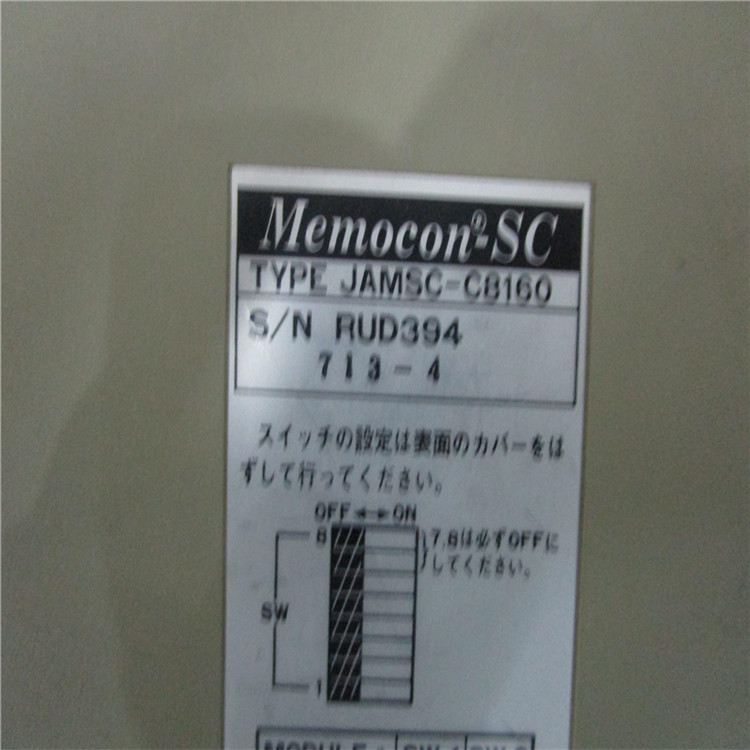 Memocon®-SC
TYPE JAMSC-C8160
S/N RUD394
713-4
スイッチの設定は表面のカバーをは
ずして行ってください。
OFF ↔ ON
8
7,8は必ずOFFに
してください。
SW
1